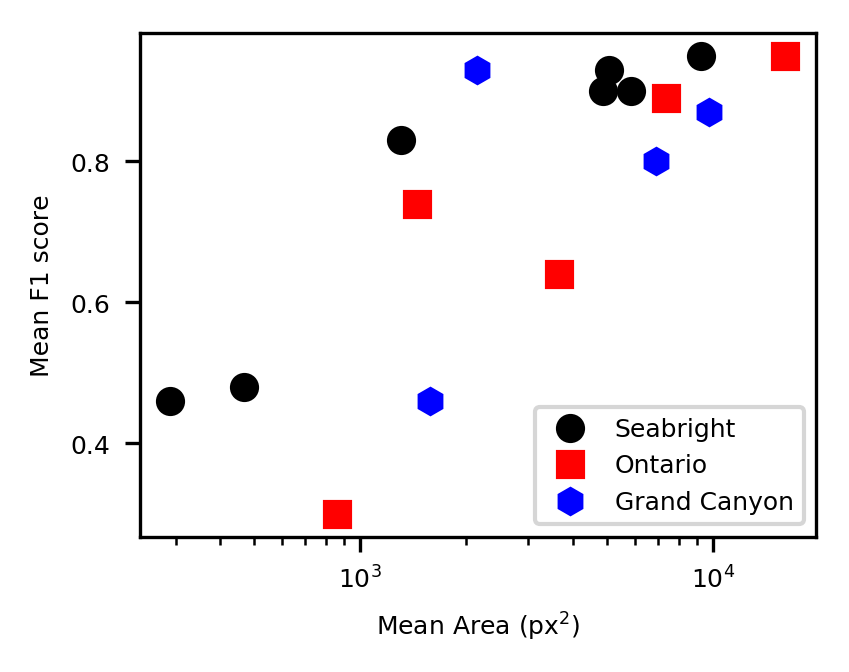 0.8
0.6
0.4
Mean F1 score
Seabright
Ontario
Grand Canyon
10³
10⁴
Mean Area (px²)